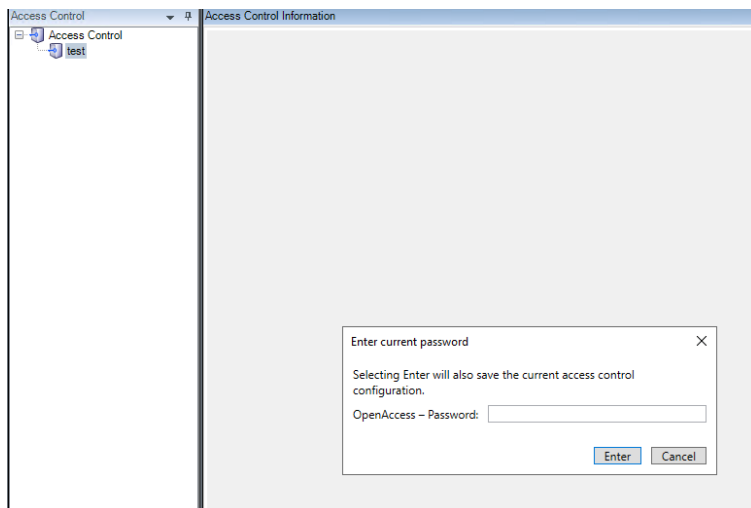 Access Control
Access Control Information
Access Control
test
Enter current password
Selecting Enter will also save the current access control
configuration.
OpenAccess – Password:
Enter
Cancel